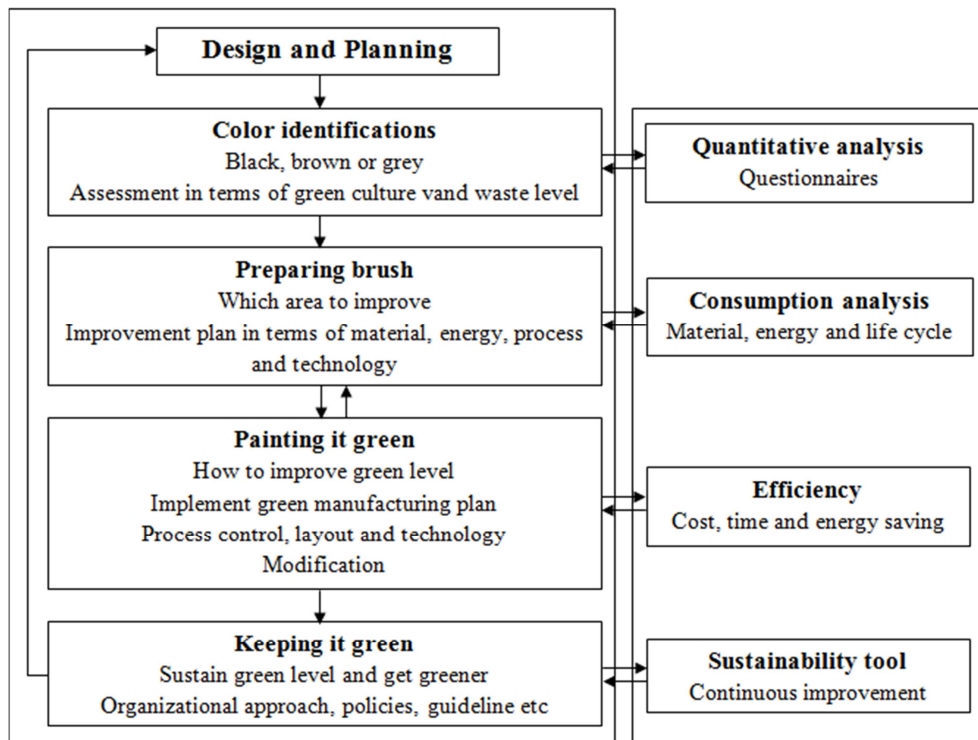 Design and Planning
Color identifications
Black, brown or grey
Assessment in terms of green culture vand waste level
Quantitative analysis
Questionnaires
Preparing brush
Which area to improve
Improvement plan in terms of material, energy, process
and technology
Consumption analysis
Material, energy and life cycle
Painting it green
How to improve green level
Implement green manufacturing plan
Process control, layout and technology
Modification
Efficiency
Cost, time and energy saving
Keeping it green
Sustain green level and get greener
Organizational approach, policies, guideline etc
Sustainability tool
Continuous improvement